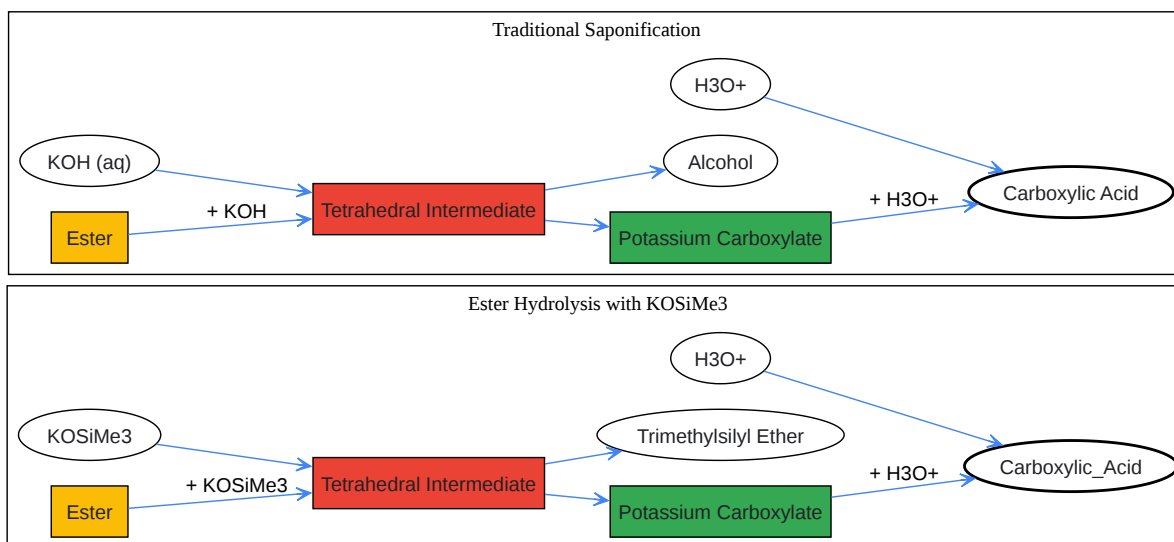 Traditional Saponification
H3O+
KOH (aq)
Alcohol
Carboxylic Acid
Tetrahedral Intermediate
+ KOH
+ H3O+
Ester
Potassium Carboxylate
Ester Hydrolysis with KOSiMe3
H3O+
KOSiMe3
Trimethylsilyl Ether
Carboxylic_Acid
Tetrahedral Intermediate
+ KOSiMe3
+ H3O+
Ester
Potassium Carboxylate